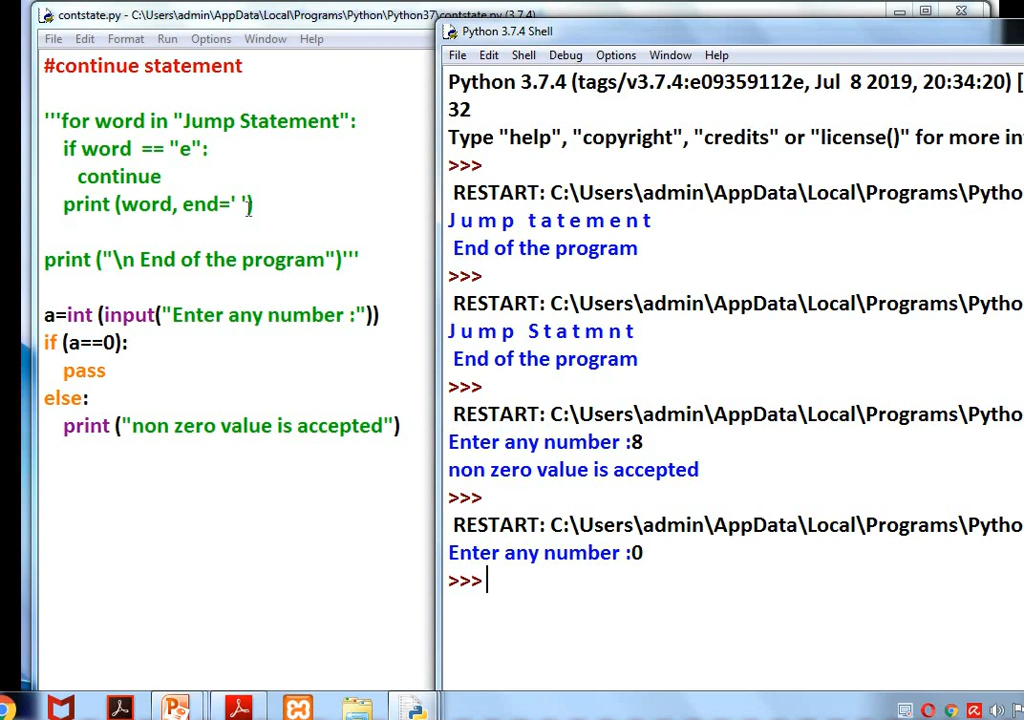 contstate.py - C:\Users\admin\AppData\Local\Programs\Python\Python37\contstate.py (3.7.4)
File Edit Format Run Options Window Help
#continue statement
'''for word in "Jump Statement":
if word == "e":
continue
print (word, end=' ')
print ("\n End of the program")'''
a=int (input("Enter any number :"))
if (a==0):
pass
else:
print ("non zero value is accepted")
Python 3.7.4 Shell
File Edit Shell Debug Options Window Help
Python 3.7.4 (tags/v3.7.4:e09359112e, Jul 8 2019, 20:34:20) [
32
Type "help", "copyright", "credits" or "license()" for more in
>>>
RESTART: C:\Users\admin\AppData\Local\Programs\Pytho
J u m p t a t e m e n t
End of the program
>>>
RESTART: C:\Users\admin\AppData\Local\Programs\Pytho
J u m p S t a t m n t
End of the program
>>>
RESTART: C:\Users\admin\AppData\Local\Programs\Pytho
Enter any number :8
non zero value is accepted
>>>
RESTART: C:\Users\admin\AppData\Local\Programs\Pytho
Enter any number :0
>>>